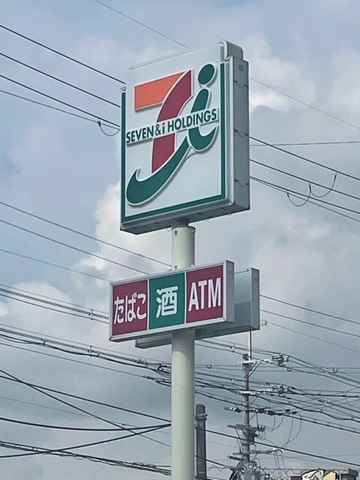 SEVEN & i HOLDINGS
たばこ 酒 ATM